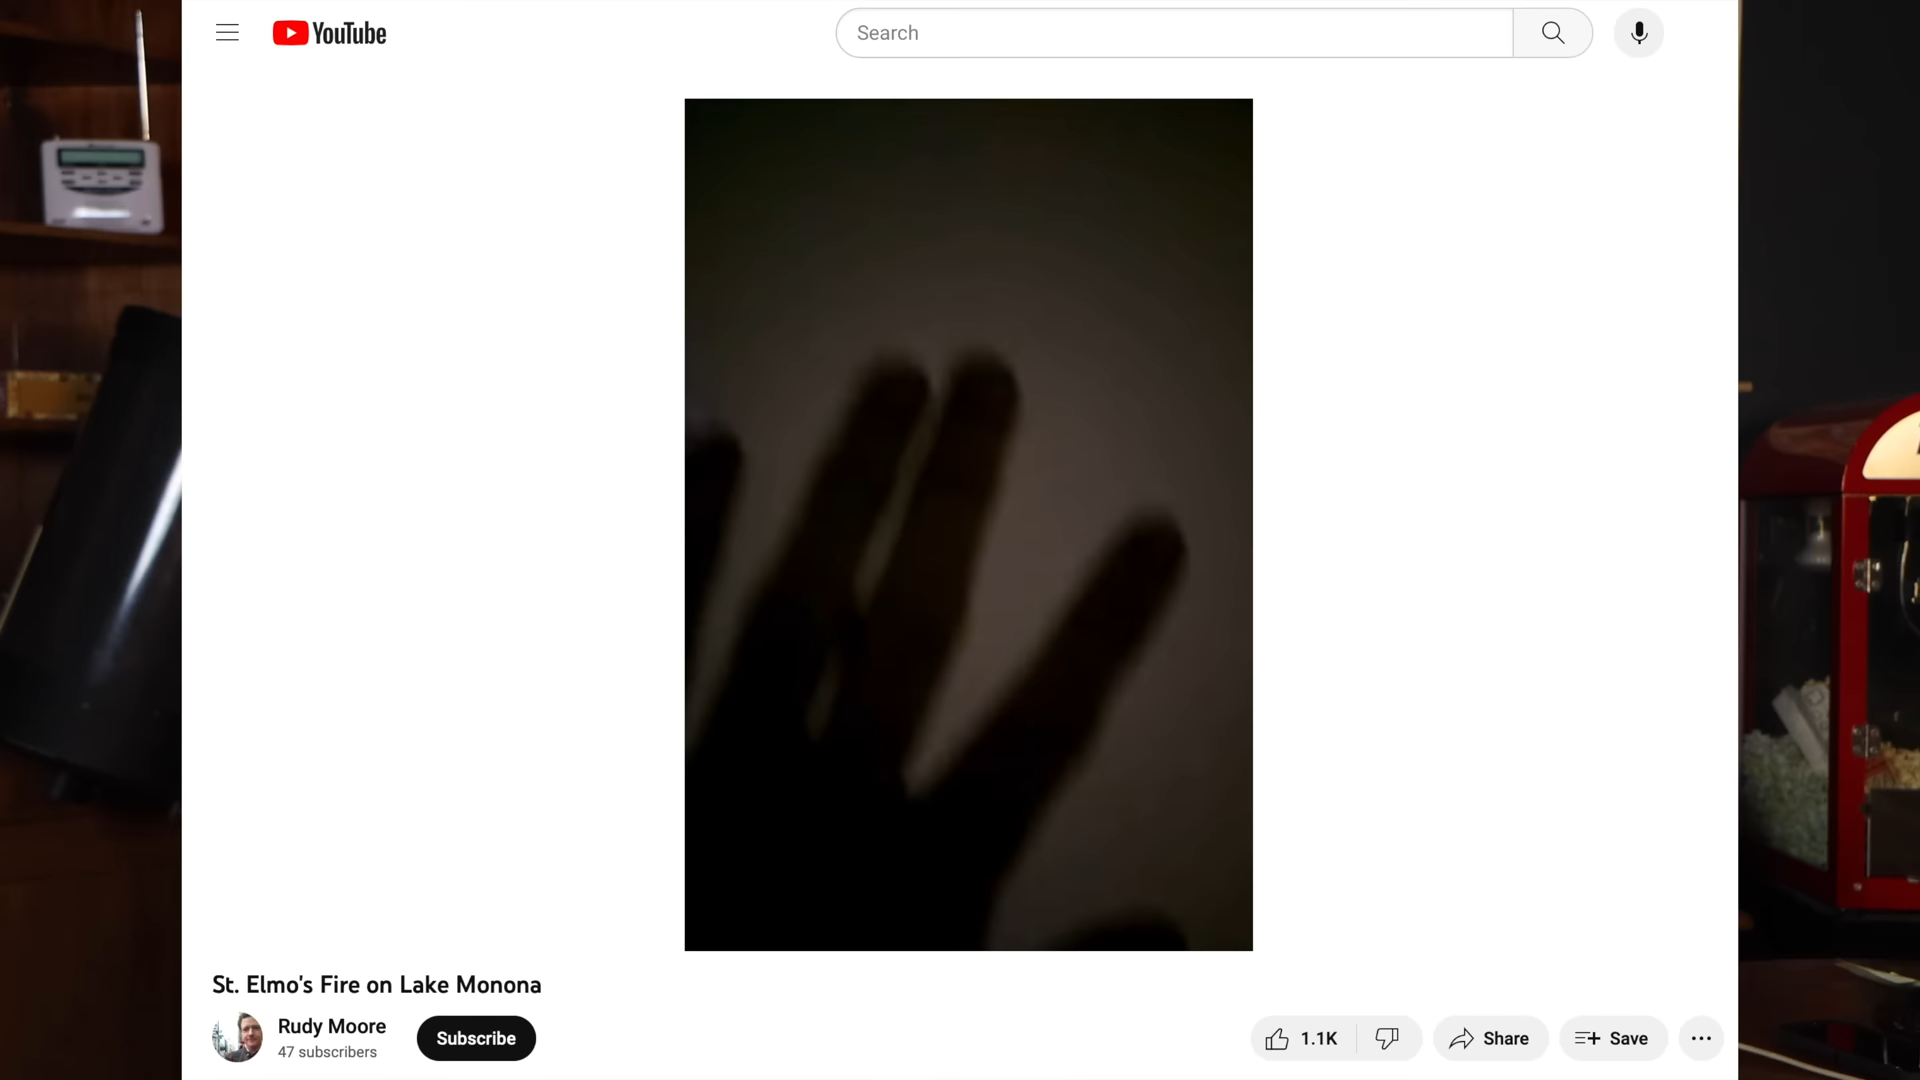 YouTube
Search
St. Elmo's Fire on Lake Monona
Rudy Moore
47 subscribers
Subscribe
1.1K
Share
Save